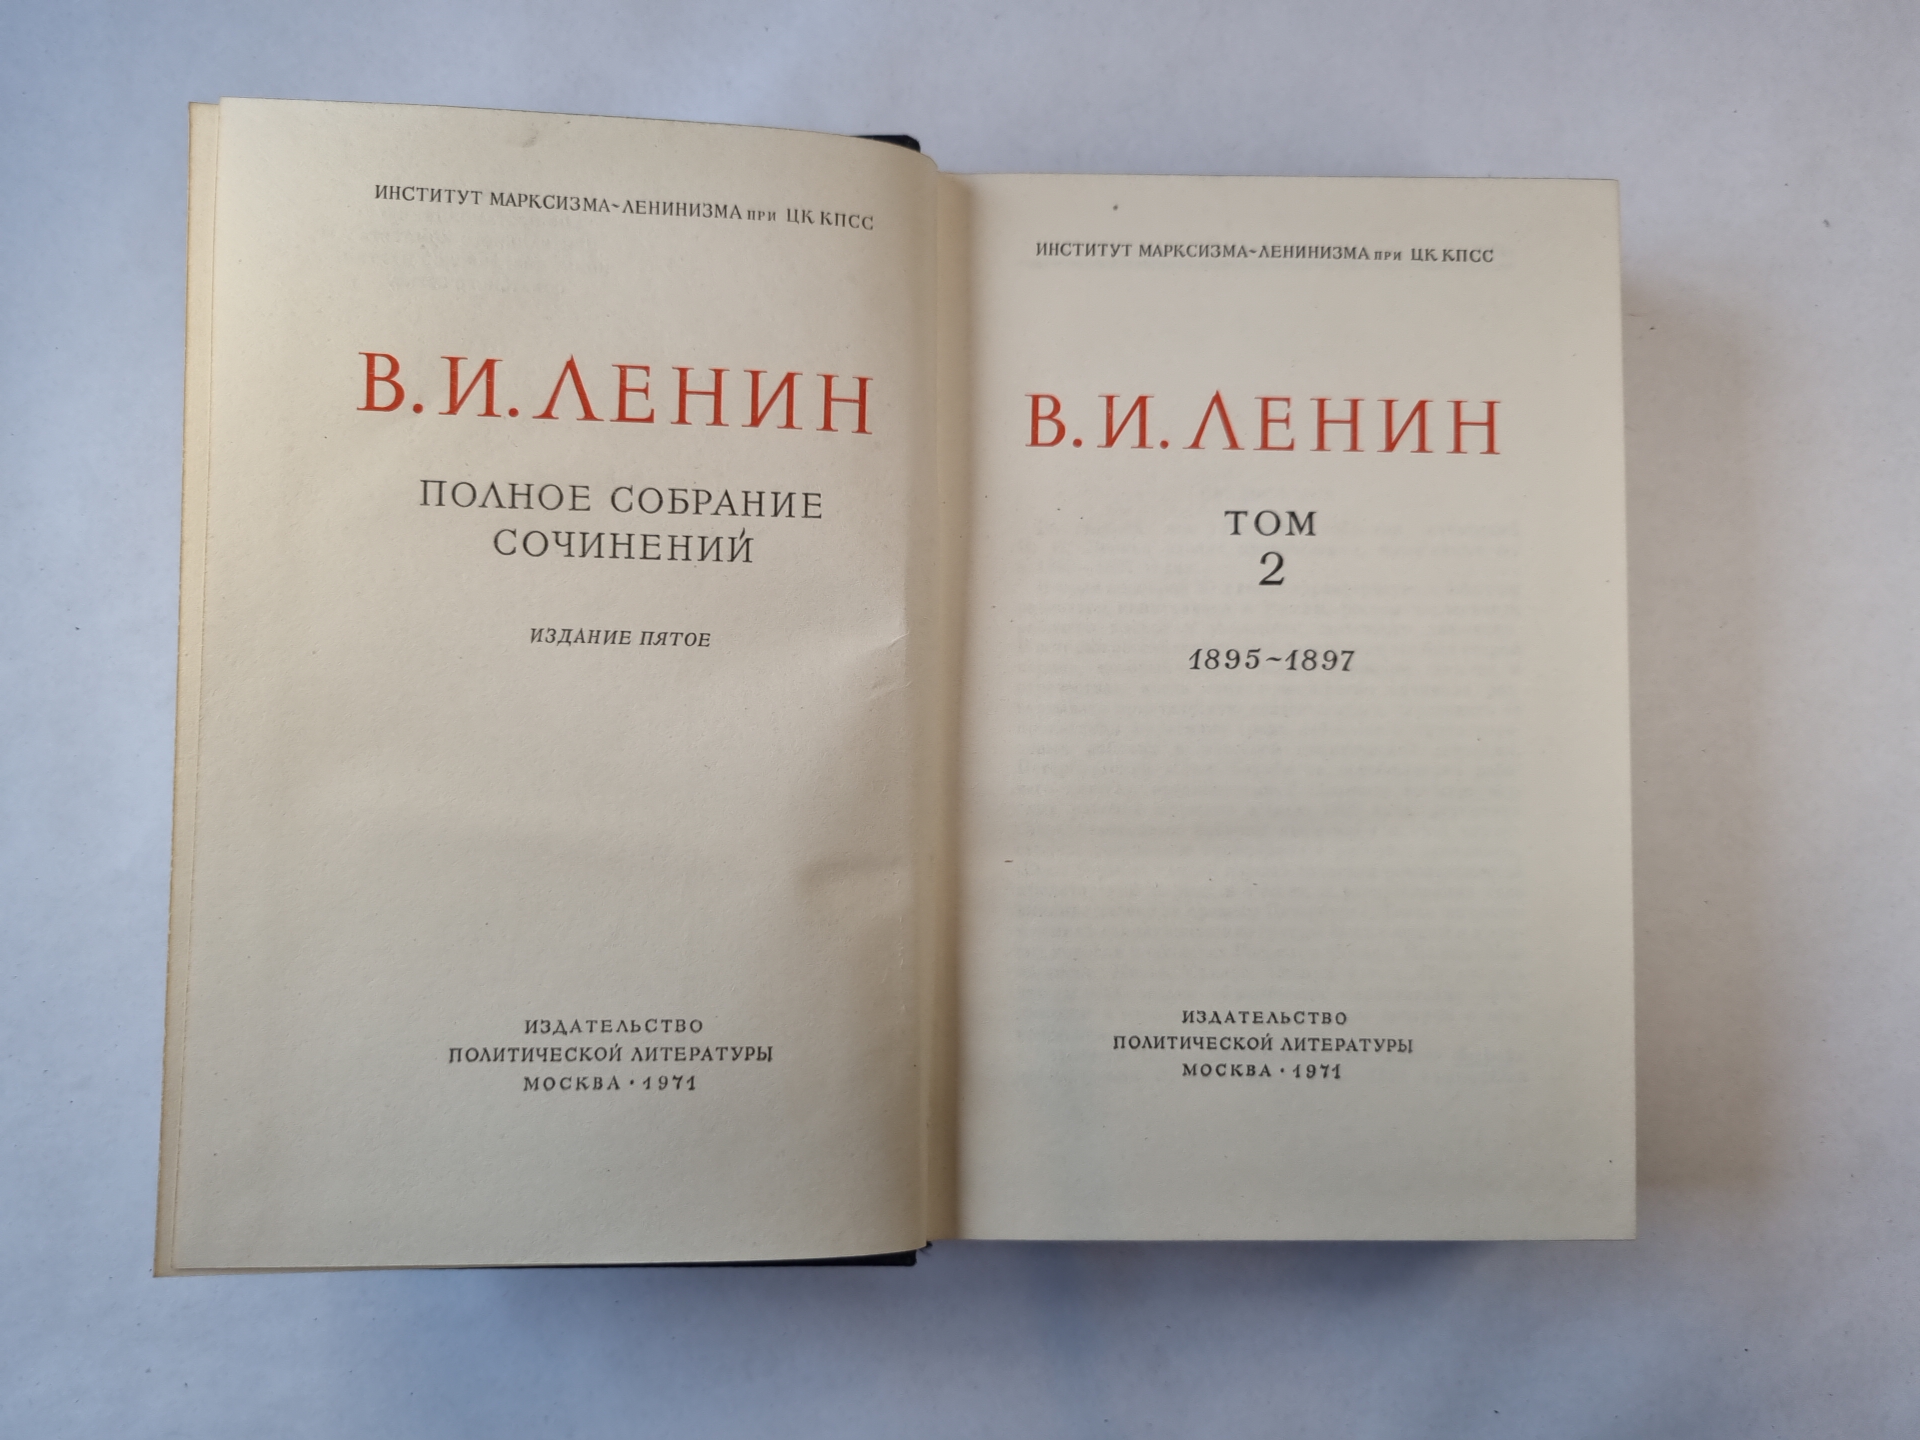 ИНСТИТУТ МАРКСИЗМА-ЛЕНИНИЗМА ПРИ ЦК КПСС
В. И. ЛЕНИН
ПОЛНОЕ СОБРАНИЕ
СОЧИНЕНИЙ
ИЗДАНИЕ ПЯТОЕ
ИЗДАТЕЛЬСТВО
ПОЛИТИЧЕСКОЙ ЛИТЕРАТУРЫ
МОСКВА · 1971
ИНСТИТУТ МАРКСИЗМА-ЛЕНИНИЗМА ПРИ ЦК КПСС
В. И. ЛЕНИН
ТОМ
2
1895-1897
ИЗДАТЕЛЬСТВО
ПОЛИТИЧЕСКОЙ ЛИТЕРАТУРЫ
МОСКВА · 1971